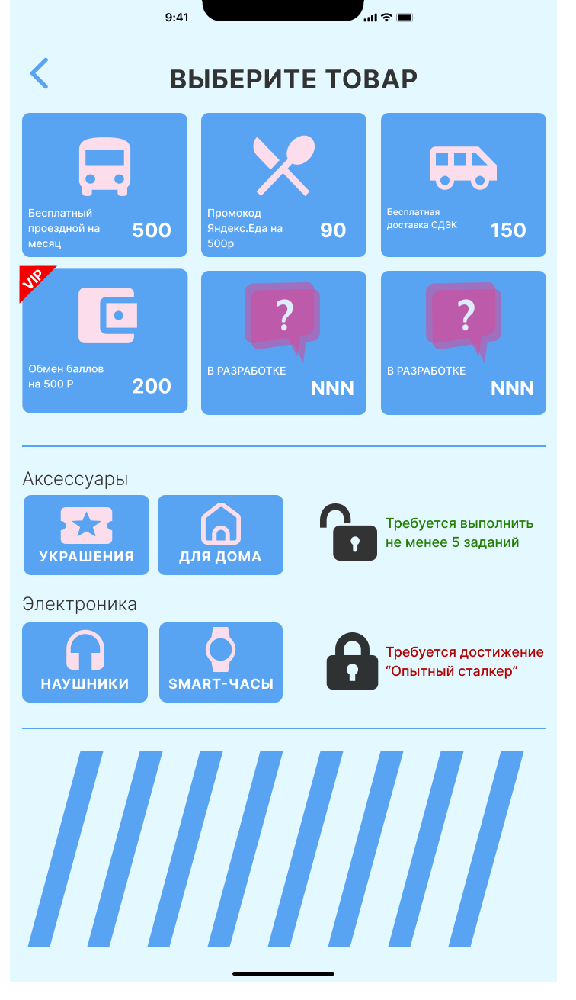 9:41
ВЫБЕРИТЕ ТОВАР
Бесплатный
проездной на
месяц
500
Промокод
Яндекс.Еда на
500р
90
Бесплатная
доставка СДЭК
150
VIP
Обмен баллов
на 500 Р
200
?
В РАЗРАБОТКЕ
NNN
?
В РАЗРАБОТКЕ
NNN
Аксессуары
УКРАШЕНИЯ
ДЛЯ ДОМА
Требуется выполнить
не менее 5 заданий
Электроника
НАУШНИКИ
SMART-ЧАСЫ
Требуется достижение
“Опытный сталкер”